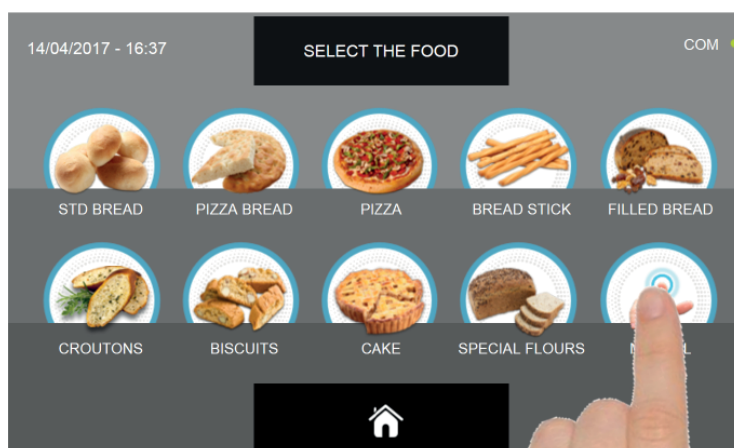 14/04/2017 - 16:37
SELECT THE FOOD
COM
STD BREAD
PIZZA BREAD
PIZZA
BREAD STICK
FILLED BREAD
CROUTONS
BISCUITS
CAKE
SPECIAL FLOURS